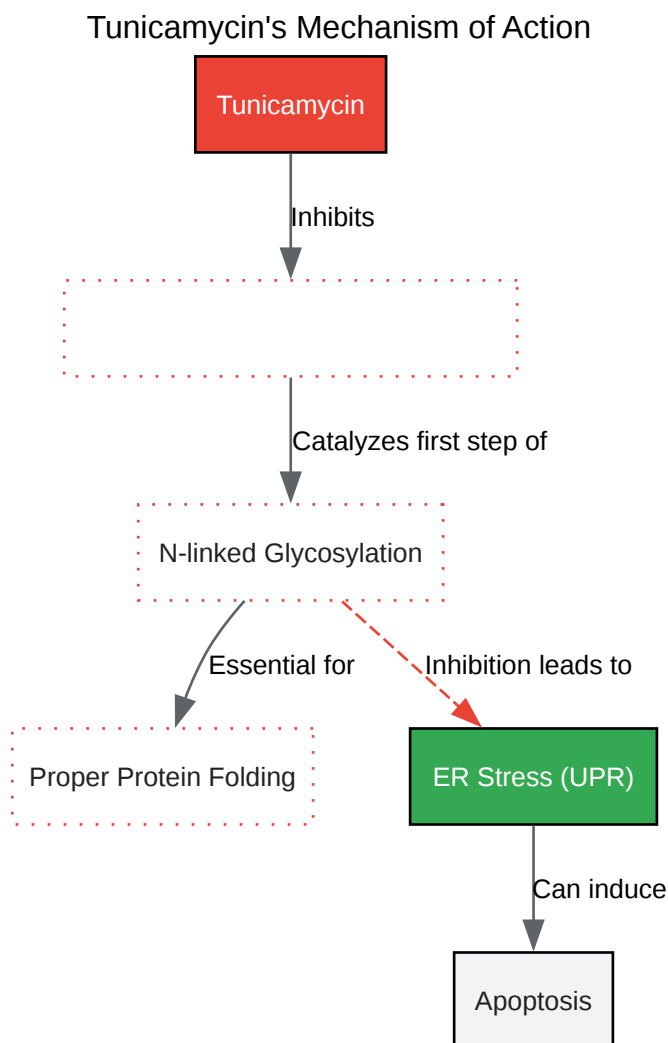 Tunicamycin's Mechanism of Action
Tunicamycin
Inhibits
Catalyzes first step of
N-linked Glycosylation
Essential for
Inhibition leads to
Proper Protein Folding
ER Stress (UPR)
Can induce
Apoptosis